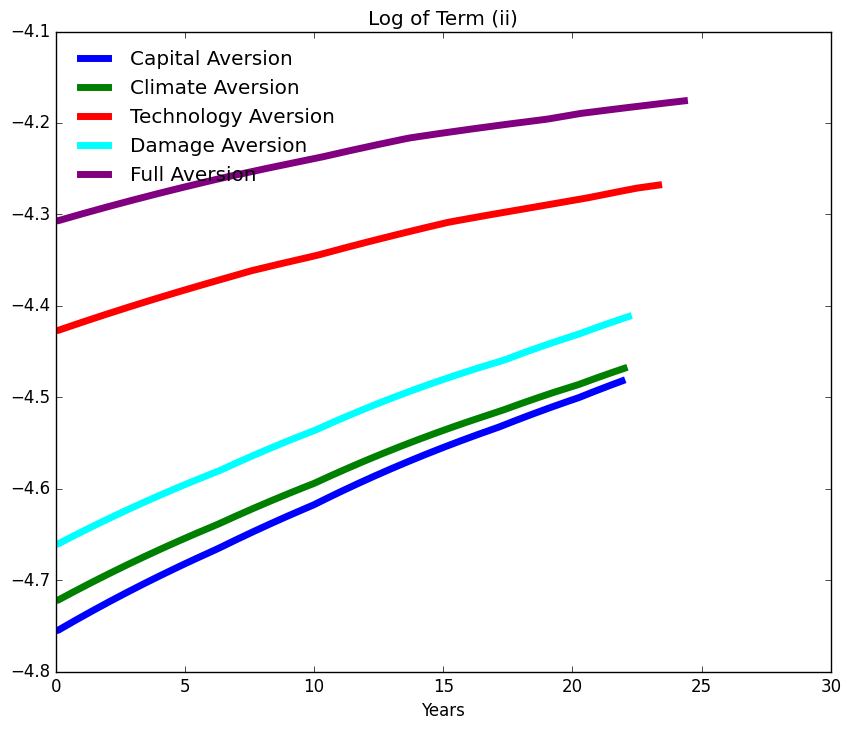 Log of Term (ii)
−4.1
−4.2
−4.3
−4.4
−4.5
−4.6
−4.7
−4.8
Capital Aversion
Climate Aversion
Technology Aversion
Damage Aversion
Full Aversion
0 5 10 15 20 25 30
Years